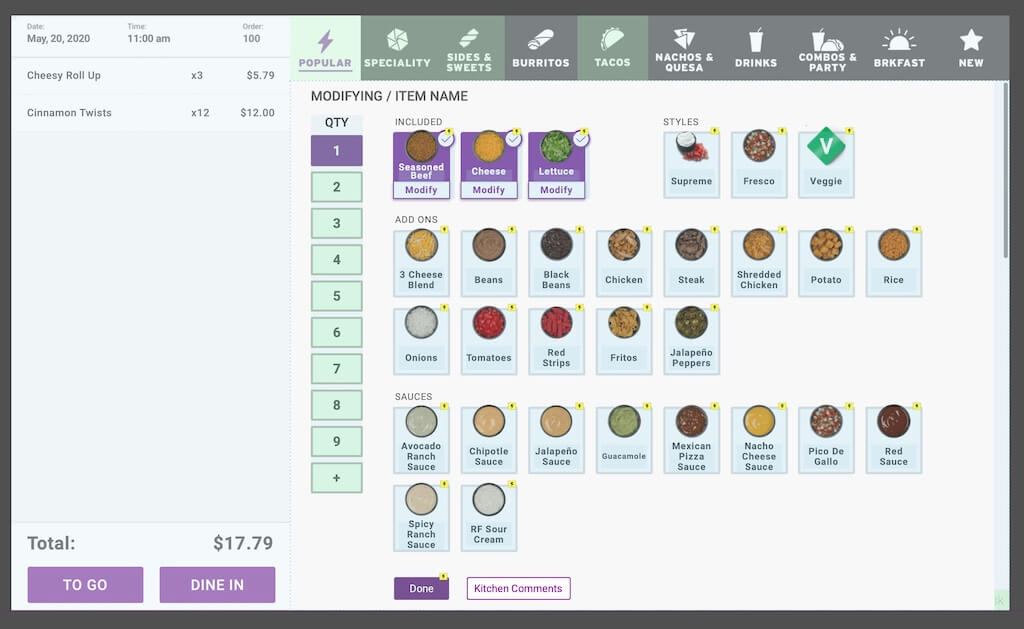 Date:
Time:
Order:
May, 20, 2020
11:00 am
100
Cheesy Roll Up x3 $5.79
Cinnamon Twists x12 $12.00
Total: $17.79
TO GO
DINE IN
POPULAR
SPECIALITY
SIDES &
SWEETS
BURRITOS
TACOS
NACHOS &
QUESA
DRINKS
COMBOS &
PARTY
BRKFAST
NEW
MODIFYING / ITEM NAME
QTY
1
2
3
4
5
6
7
8
9
+
INCLUDED
Seasoned
Beef
Modify
Cheese
Modify
Lettuce
Modify
STYLES
Supreme
Fresco
V
Veggie
ADD ONS
3 Cheese
Blend
Beans
Black
Beans
Chicken
Steak
Shredded
Chicken
Potato
Rice
Onions
Tomatoes
Red
Strips
Fritos
Jalapeño
Peppers
SAUCES
Avocado
Ranch
Sauce
Chipotle
Sauce
Jalapeño
Sauce
Guacamole
Mexican
Pizza
Sauce
Nacho
Cheese
Sauce
Pico De
Gallo
Red
Sauce
Spicy
Ranch
Sauce
RF Sour
Cream
Done
Kitchen Comments